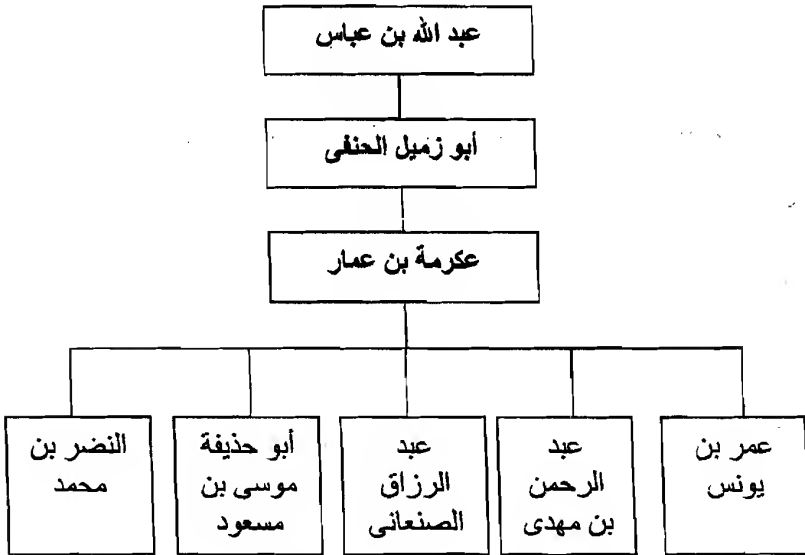 عبد الله بن عباس
أبو زميل الحنفى
عكرمة بن عمار
عمر بن
يونس
عبد
الرحمن
بن مهدى
عبد
الرزاق
الصنعانى
أبو حذيفة
موسى بن
مسعود
النضر بن
محمد